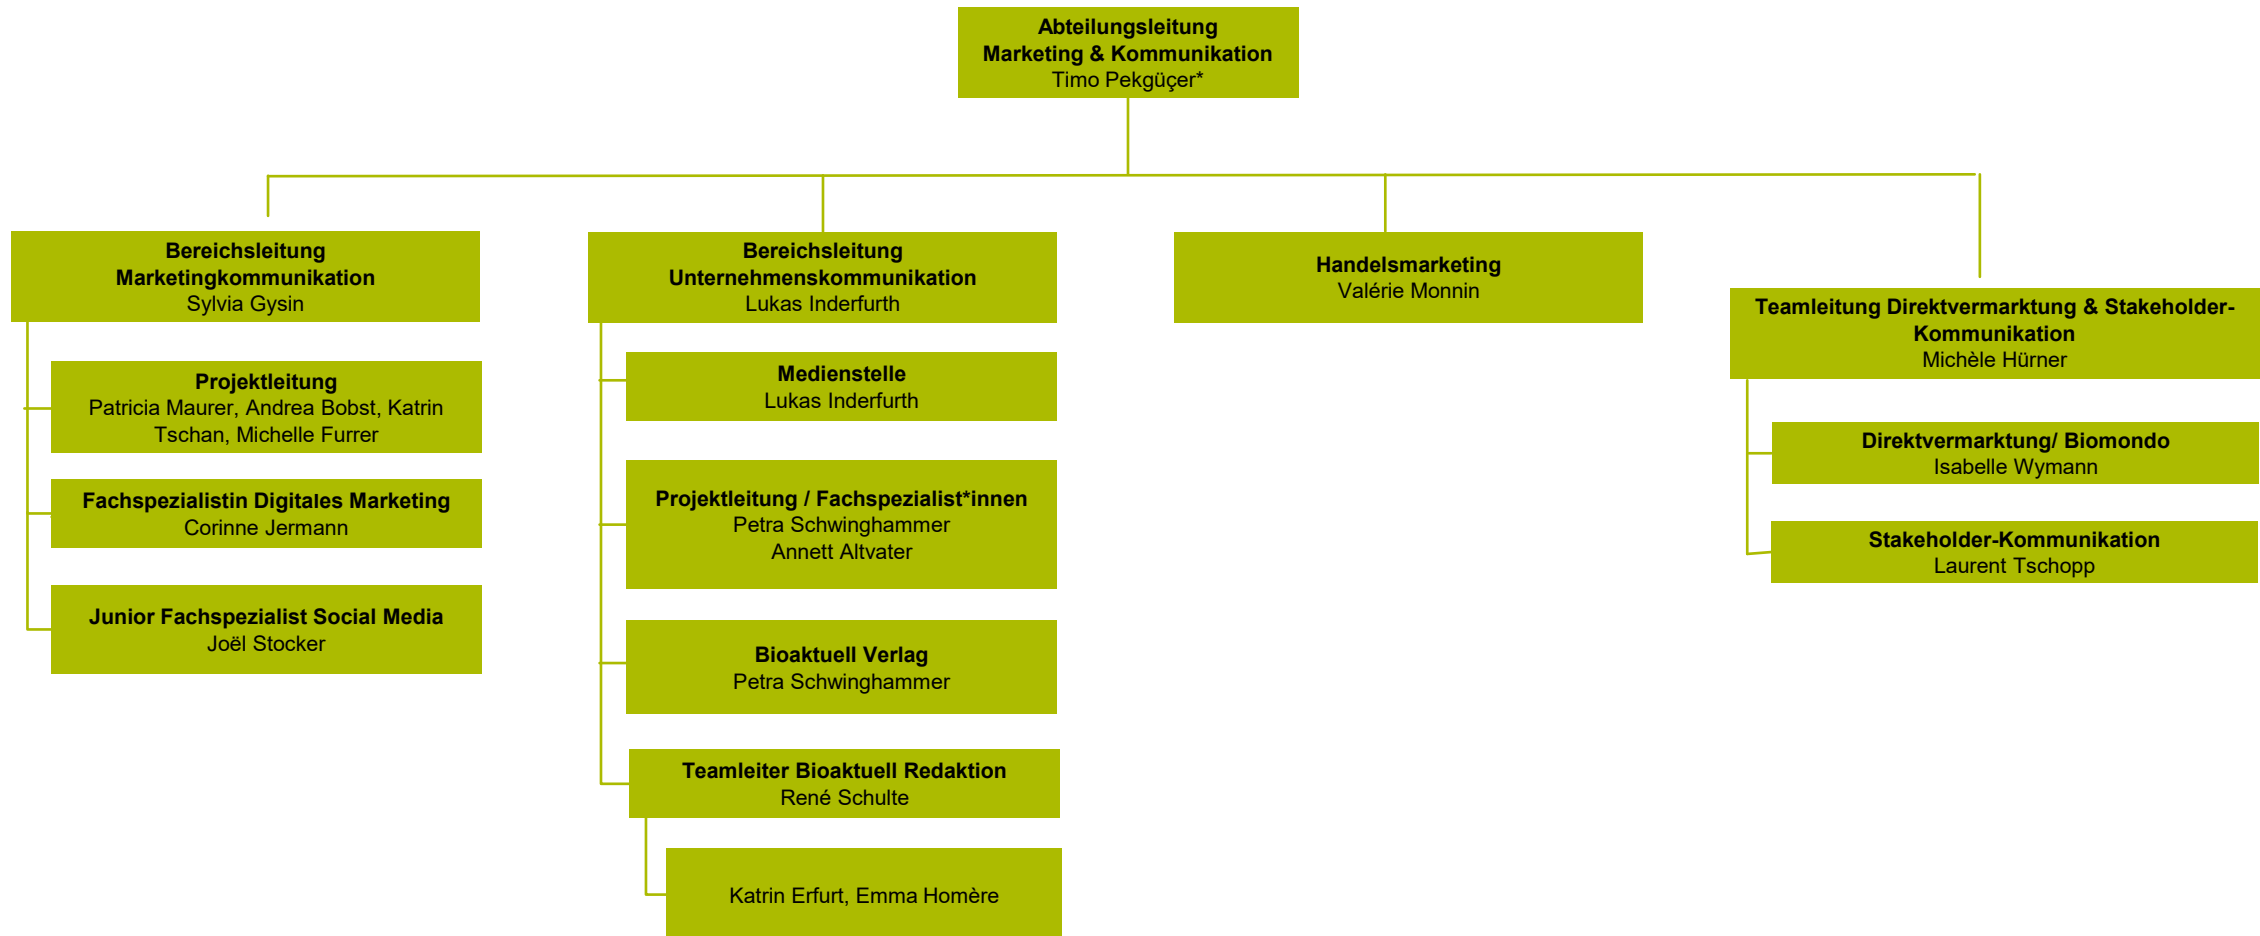 Abteilungsleitung
Marketing & Kommunikation
Timo Pekgüçer*
Bereichsleitung
Marketingkommunikation
Sylvia Gysin
Projektleitung
Patricia Maurer, Andrea Bobst, Katrin
Tschan, Michelle Furrer
Fachspezialistin Digitales Marketing
Corinne Jermann
Junior Fachspezialist Social Media
Joël Stocker
Bereichsleitung
Unternehmenskommunikation
Lukas Inderfurth
Medienstelle
Lukas Inderfurth
Projektleitung / Fachspezialist*innen
Petra Schwinghammer
Annett Altvater
Bioaktuell Verlag
Petra Schwinghammer
Teamleiter Bioaktuell Redaktion
René Schulte
Katrin Erfurt, Emma Homère
Handelsmarketing
Valérie Monnin
Teamleitung Direktvermarktung & Stakeholder-
Kommunikation
Michèle Hürner
Direktvermarktung/ Biomondo
Isabelle Wymann
Stakeholder-Kommunikation
Laurent Tschopp